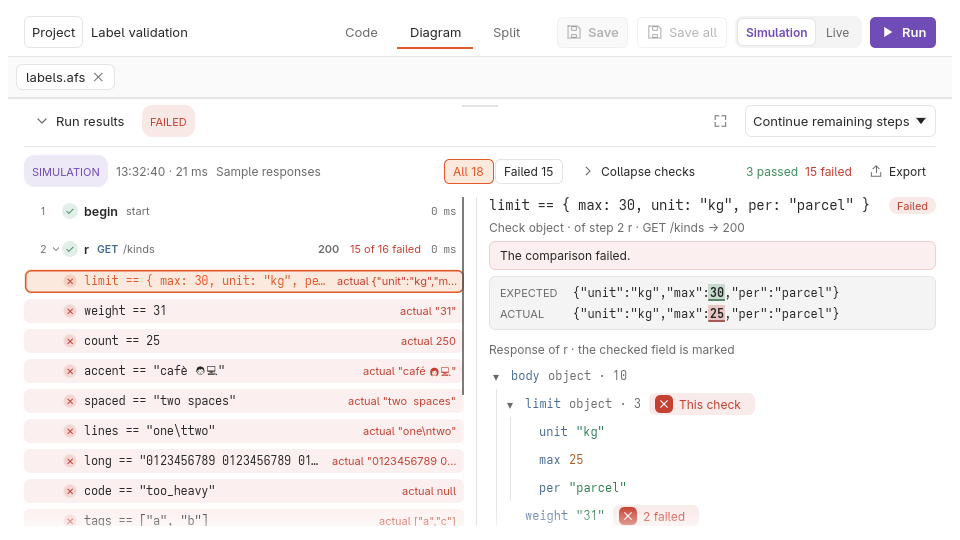 Project Label validation Code Diagram Split Save Save all Simulation Live Run
labels.afs
Run results FAILED Continue remaining steps
SIMULATION 13:32:40 · 21 ms Sample responses All 18 Failed 15 Collapse checks 3 passed 15 failed Export
1 begin start 0 ms
2 r GET /kinds 200 15 of 16 failed 0 ms
limit == { max: 30, unit: "kg", pe… actual {"unit":"kg","m…
weight == 31 actual "31"
count == 25 actual 250
accent == "cafè 🧑‍💻" actual "café 👩‍💻"
spaced == "two spaces" actual "two  spaces"
lines == "one\ttwo" actual "one\ntwo"
long == "0123456789 0123456789 01… actual "0123456789 0…
code == "too_heavy" actual null
tags == ["a", "b"] actual ["a","c"]
limit == { max: 30, unit: "kg", per: "parcel" } Failed
Check object · of step 2 r · GET /kinds → 200
The comparison failed.
EXPECTED {"unit":"kg","max":30,"per":"parcel"}
ACTUAL {"unit":"kg","max":25,"per":"parcel"}
Response of r · the checked field is marked
body object · 10
limit object · 3 This check
unit "kg"
max 25
per "parcel"
weight "31" 2 failed